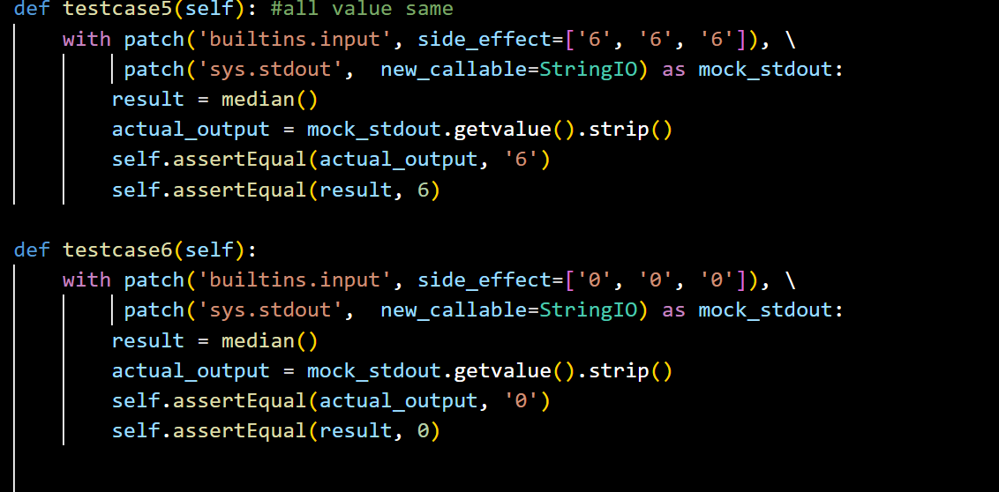 def testcase5(self): #all value same
    with patch('builtins.input', side_effect=['6', '6', '6']), \
         patch('sys.stdout',  new_callable=StringIO) as mock_stdout:
        result = median()
        actual_output = mock_stdout.getvalue().strip()
        self.assertEqual(actual_output, '6')
        self.assertEqual(result, 6)
def testcase6(self):
    with patch('builtins.input', side_effect=['0', '0', '0']), \
         patch('sys.stdout',  new_callable=StringIO) as mock_stdout:
        result = median()
        actual_output = mock_stdout.getvalue().strip()
        self.assertEqual(actual_output, '0')
        self.assertEqual(result, 0)